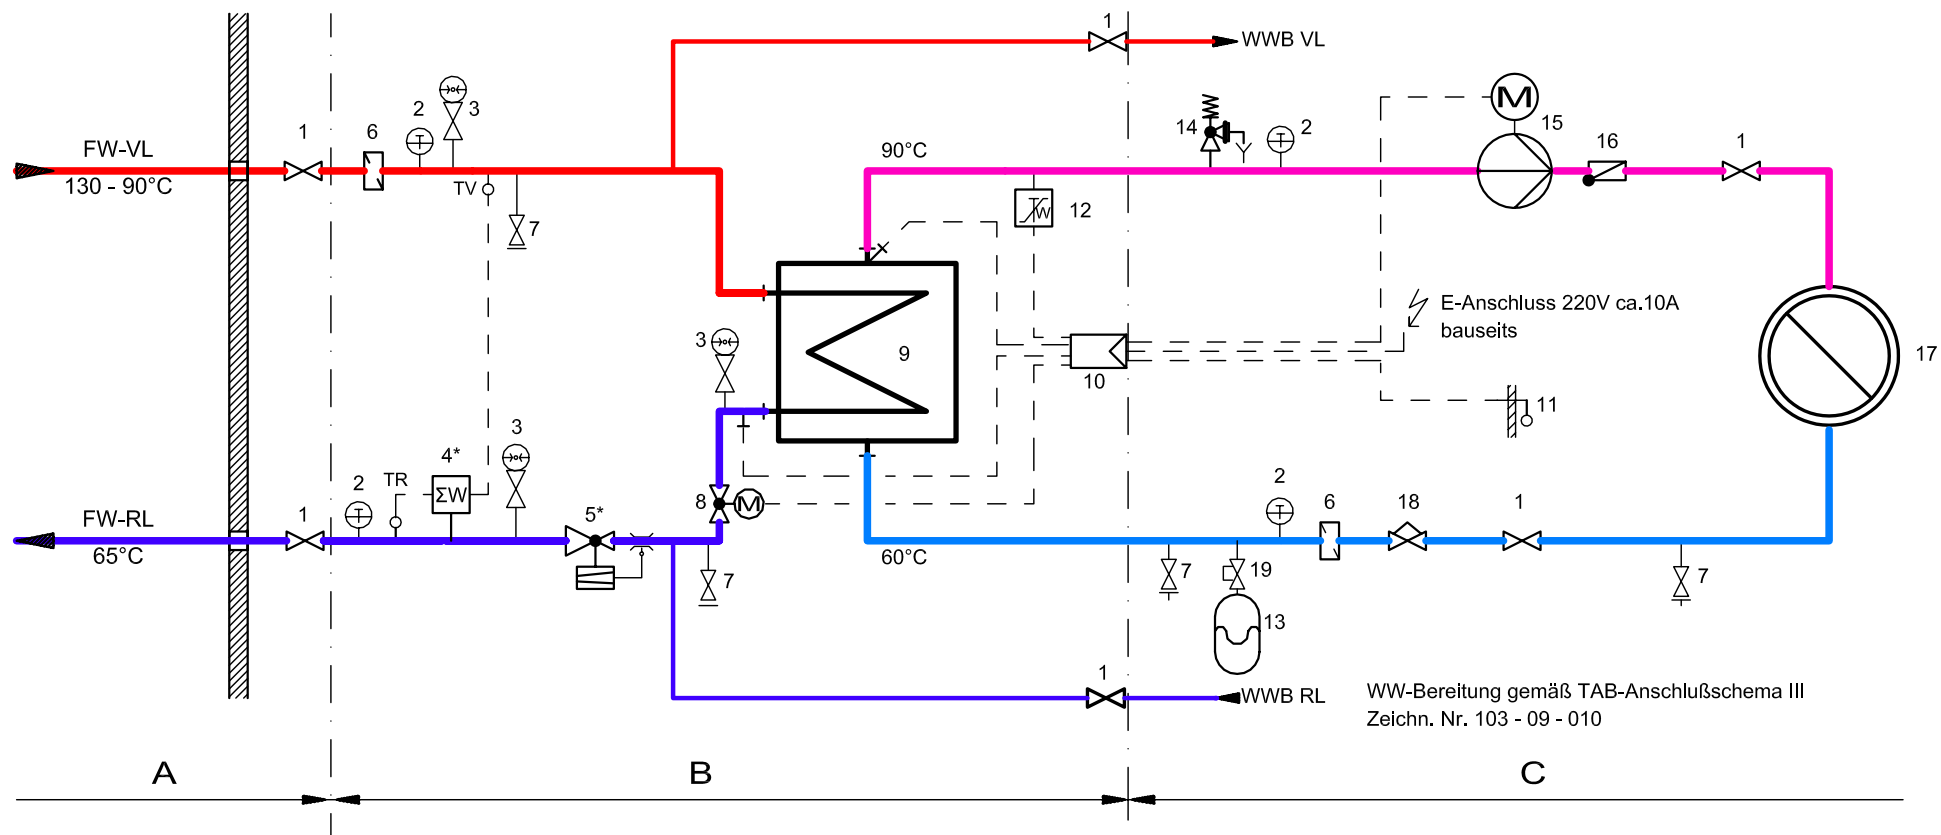 1
WWB VL
2
3
M
15
14
2
16
1
1
6
FW-VL
130 - 90°C
90°C
TV
7
12
W
E-Anschluss 220V ca.10A
bauseits
3
9
10
17
11
3
4*
TR
2
ΣW
8
M
5*
2
6
18
1
FW-RL
1
65°C
60°C
7
7
19
7
13
1
WWB RL
WW-Bereitung gemäß TAB-Anschlußschema III
Zeichn. Nr. 103 - 09 - 010
A
B
C